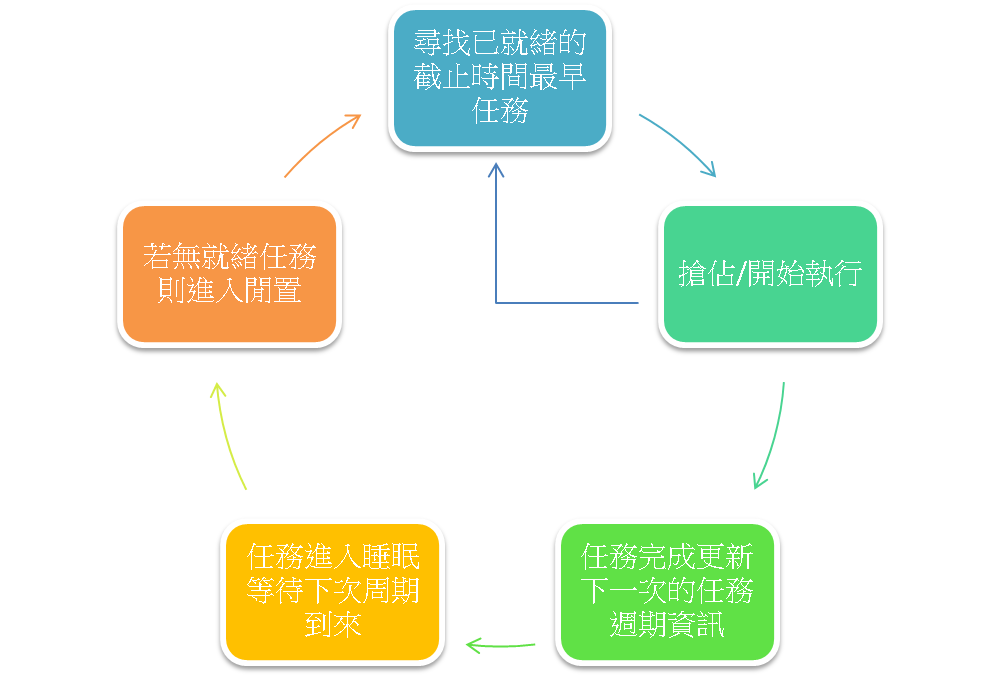 尋找已就緒的
截止時間最早
任務
搶佔/開始執行
任務完成更新
下一次的任務
週期資訊
任務進入睡眠
等待下次周期
到來
若無就緒任務
則進入閒置